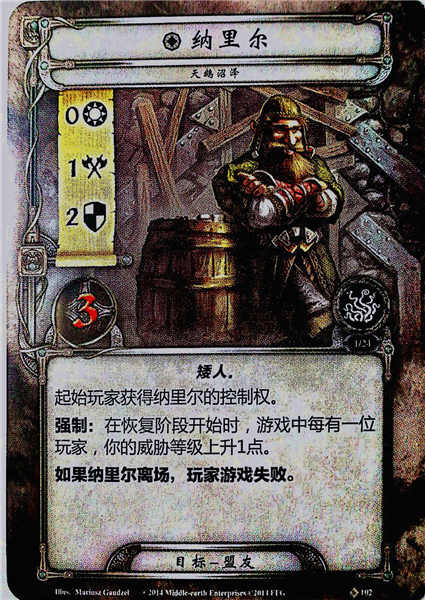 纳里尔
天鹅沼泽
0
1
2
3
1/24
矮人.
起始玩家获得纳里尔的控制权。
强制：在恢复阶段开始时，游戏中每有一位
玩家，你的威胁等级上升1点。
如果纳里尔离场，玩家游戏失败。
目标—盟友
Illus. Mariusz Gandzel • 2014 Middle-earth Enterprises ©2014 FFG 102